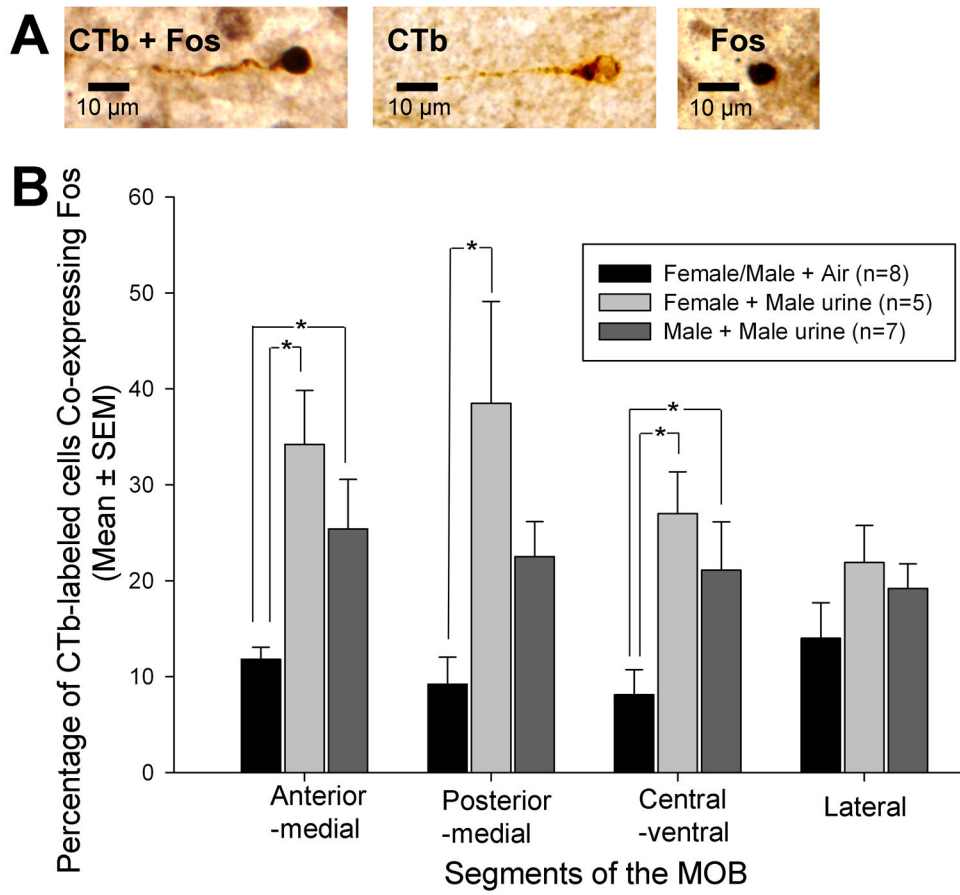 A
CTb + Fos
10 µm
CTb
10 µm
Fos
10 µm
B
Percentage of CTb-labeled cells Co-expressing Fos
(Mean ± SEM)
60
50
40
30
20
10
0
Female/Male + Air (n=8)
Female + Male urine (n=5)
Male + Male urine (n=7)
*
*
*
*
*
Anterior
-medial
Posterior
-medial
Central
-ventral
Lateral
Segments of the MOB